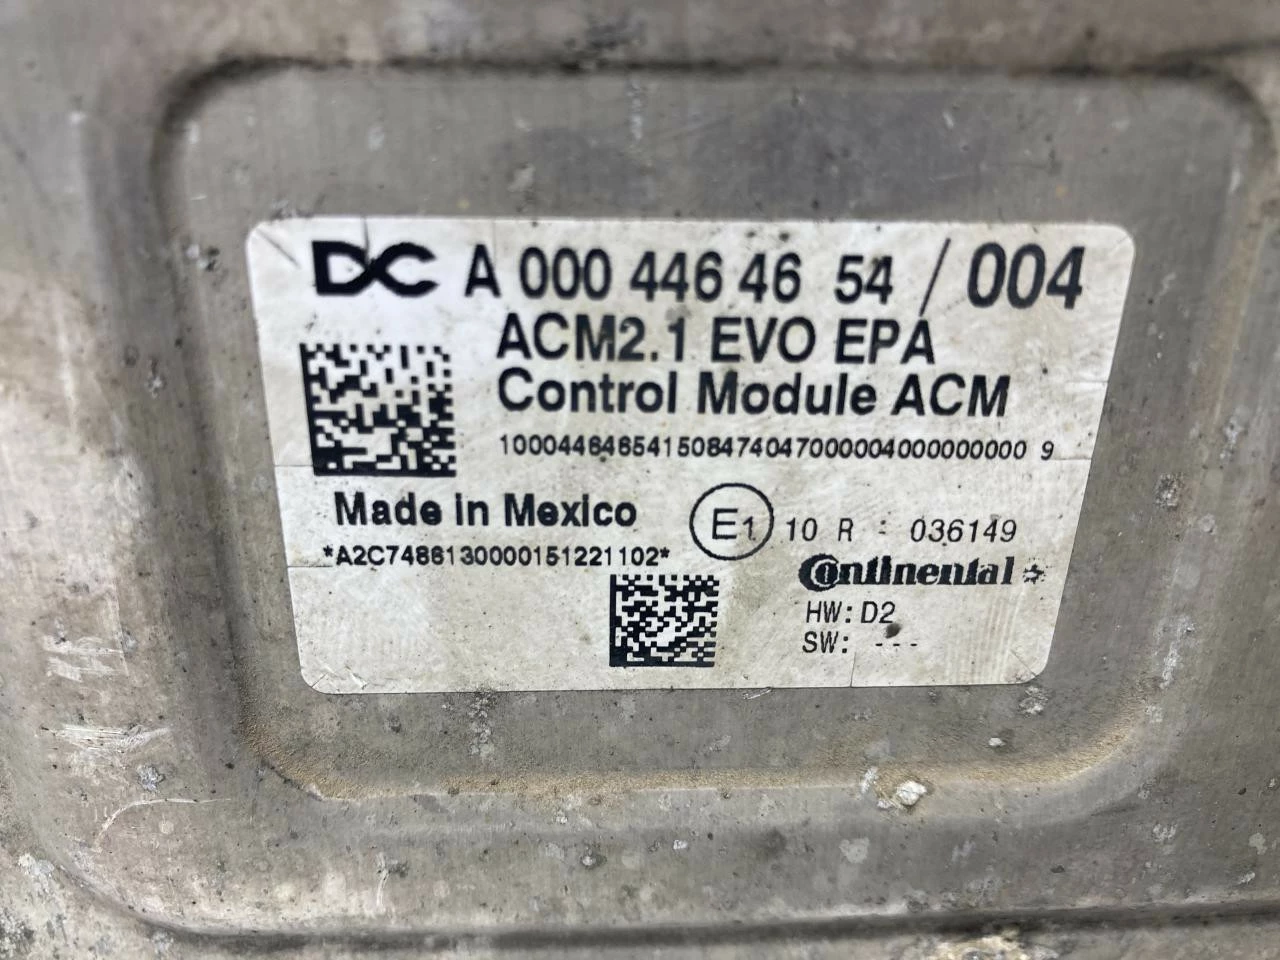 DC A 000 446 46 54 / 004
ACM2.1 EVO EPA
Control Module ACM
10004464654150847404700000400000000 9
Made in Mexico
E1 10 R - 036149
*A2C7486130000151221102*
Continental
HW: D2
SW: ---